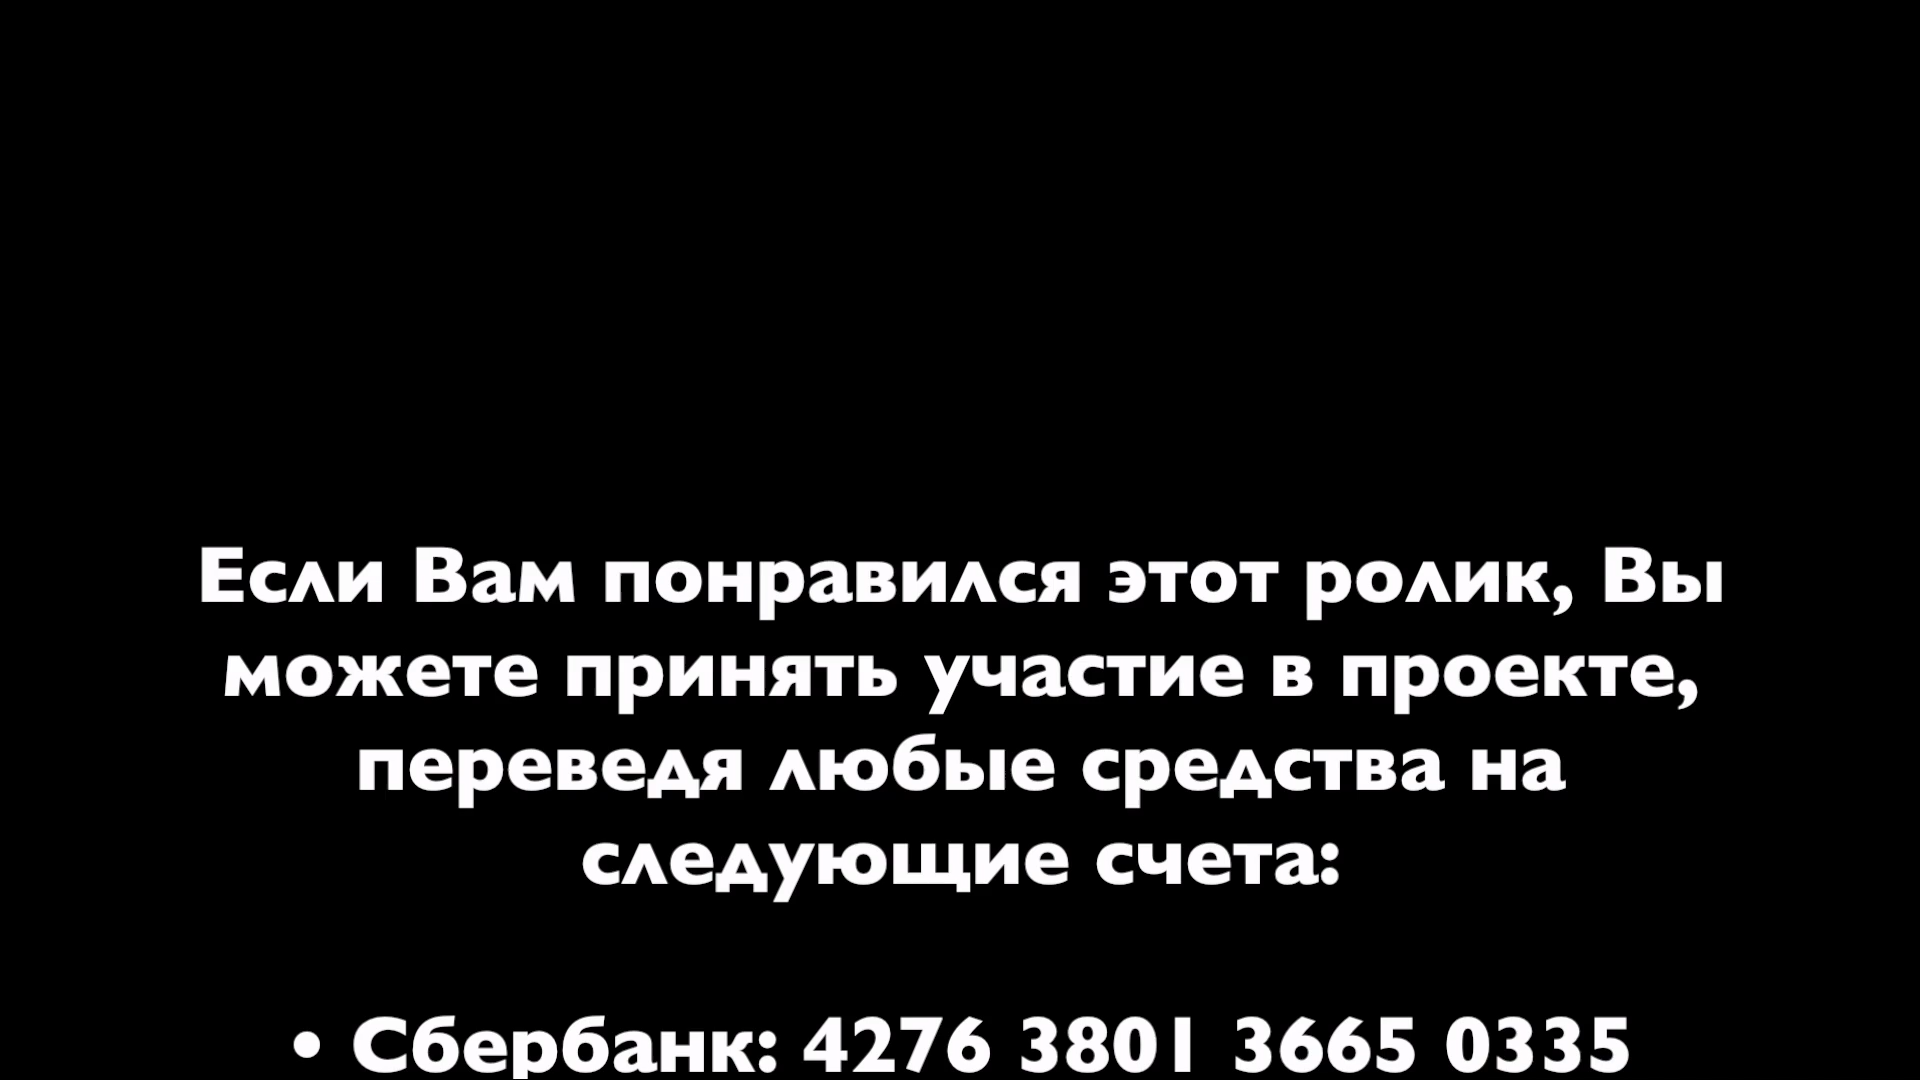 Если Вам понравился этот ролик, Вы
можете принять участие в проекте,
переведя любые средства на
следующие счета:
• Сбербанк: 4276 3801 3665 0335